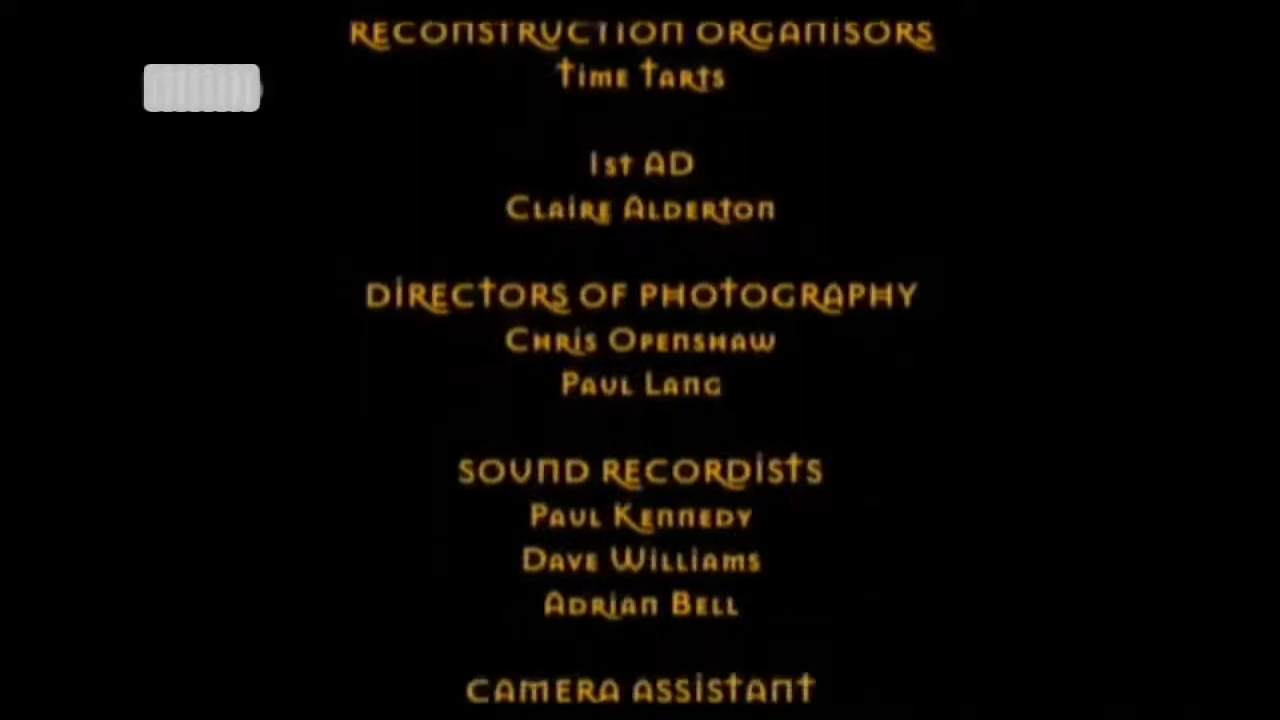 RECONSTRUCTION ORGANISORS
Time Tarts
1st AD
Claire Alderton
DIRECTORS OF PHOTOGRAPHY
Chris Openshaw
Paul Lang
SOUND RECORDISTS
Paul Kennedy
Dave Williams
Adrian Bell
CAMERA ASSISTANT